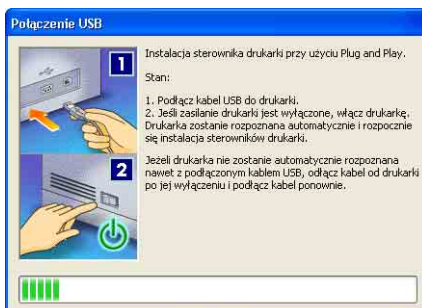 Połączenie USB
1
Instalacja sterownika drukarki przy użyciu Plug and Play.
Stan:
1. Podłącz kabel USB do drukarki.
2. Jeśli zasilanie drukarki jest wyłączone, włącz drukarkę.
Drukarka zostanie rozpoznana automatycznie i rozpocznie
się instalacja sterowników drukarki.
2
Jeżeli drukarka nie zostanie automatycznie rozpoznana
nawet z podłączonym kablem USB, odłącz kabel od drukarki
po jej wyłączeniu i podłącz kabel ponownie.